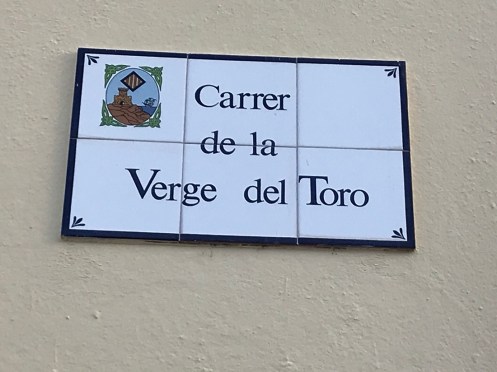 Carrer
de la
Verge del Toro